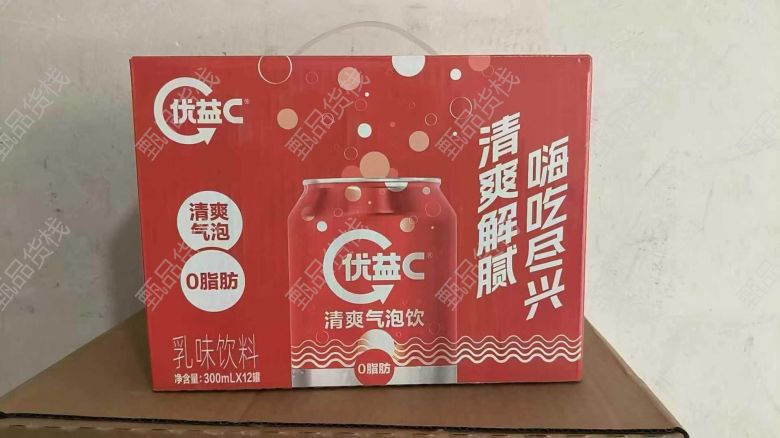 优益C®
清爽
气泡
0脂肪
乳味饮料
净含量:300mLX12罐
优益C®
清爽气泡饮
0脂肪
清爽解腻
嗨吃尽兴
甄品货栈